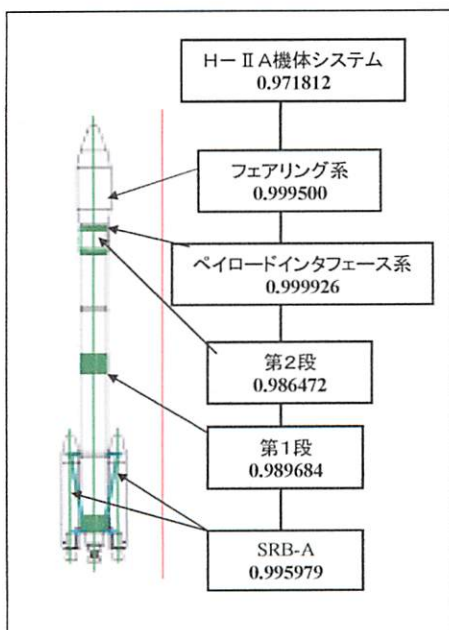 H-ⅡA機体システム
0.971812
フェアリング系
0.999500
ペイロードインタフェース系
0.999926
第2段
0.986472
第1段
0.989684
SRB-A
0.995979